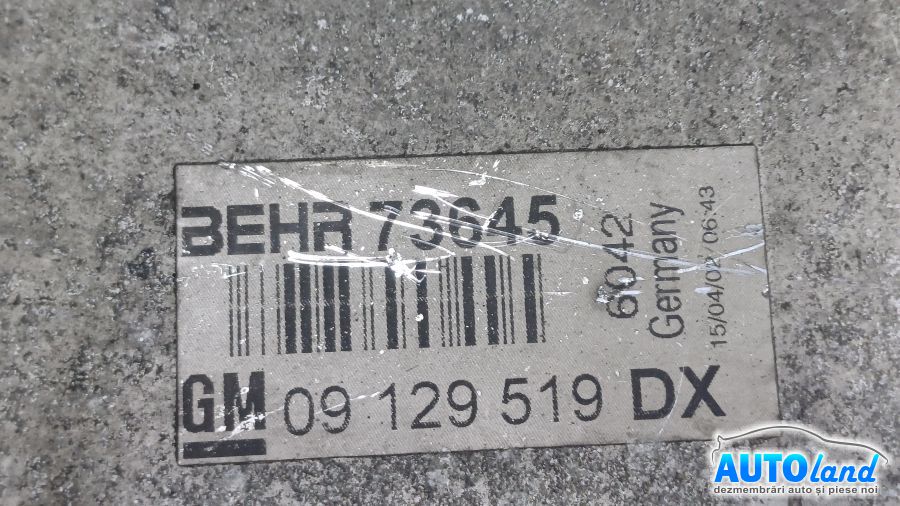 BEHR 73645
6042
Germany
15/04/02 06:43
GM 09 129 519 DX
AUTOland
dezmembrări auto și piese noi